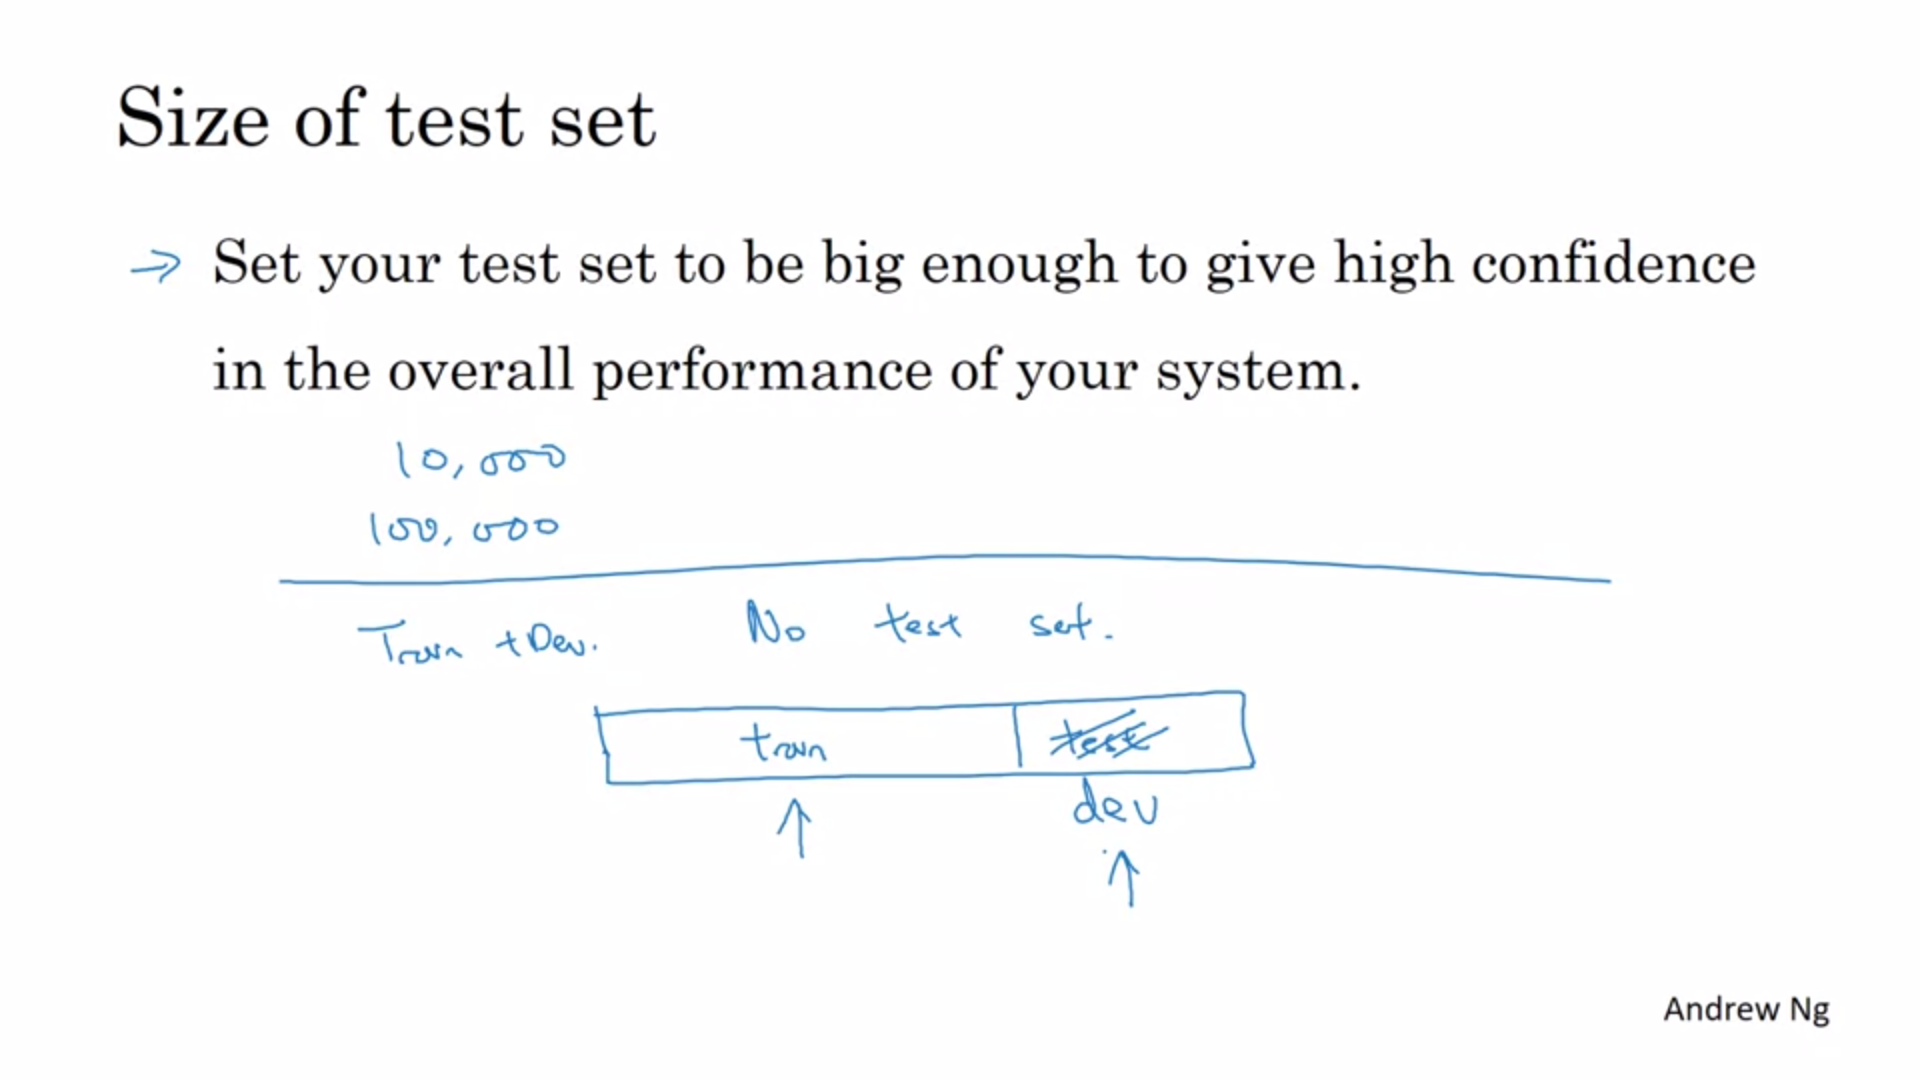 Size of test set
→ Set your test set to be big enough to give high confidence
in the overall performance of your system.
10,000
100,000
Train + Dev. No test set.
train test
dev
Andrew Ng